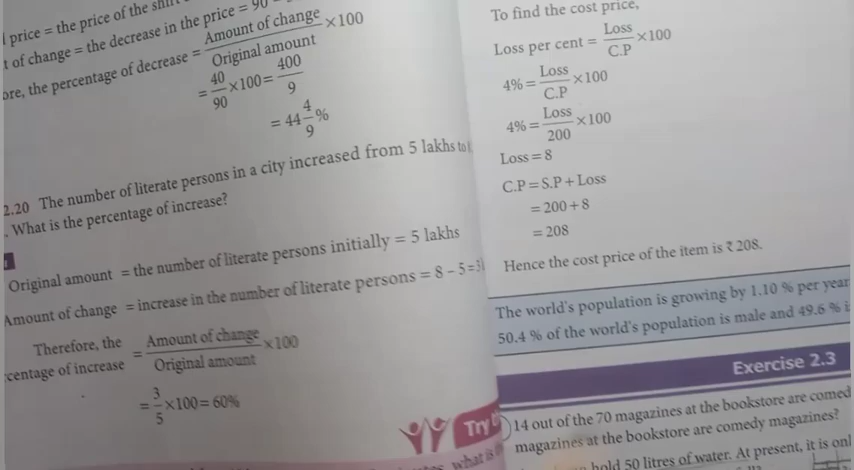 price = the price of the
of change = the decrease in the price = 90
the percentage of decrease = Amount of change / Original amount ×100
= 40/90 ×100= 400/9
= 44 4/9 %
2.20 The number of literate persons in a city increased from 5 lakhs to
. What is the percentage of increase?
Original amount = the number of literate persons initially = 5 lakhs
Amount of change = increase in the number of literate persons = 8 – 5 =
Therefore, the
of increase = Amount of change / Original amount ×100
= 3/5 ×100= 60%
Try
what is
To find the cost price,
Loss per cent = Loss / C.P ×100
4% = Loss / C.P ×100
4% = Loss / 200 ×100
Loss = 8
C.P = S.P + Loss
= 200 + 8
= 208
Hence the cost price of the item is ₹ 208.
The world's population is growing by 1.10 % per year
50.4 % of the world's population is male and 49.6 %
Exercise 2.3
14 out of the 70 magazines at the bookstore are
magazines at the bookstore are comedy magazines?
hold 50 litres of water. At present, it is